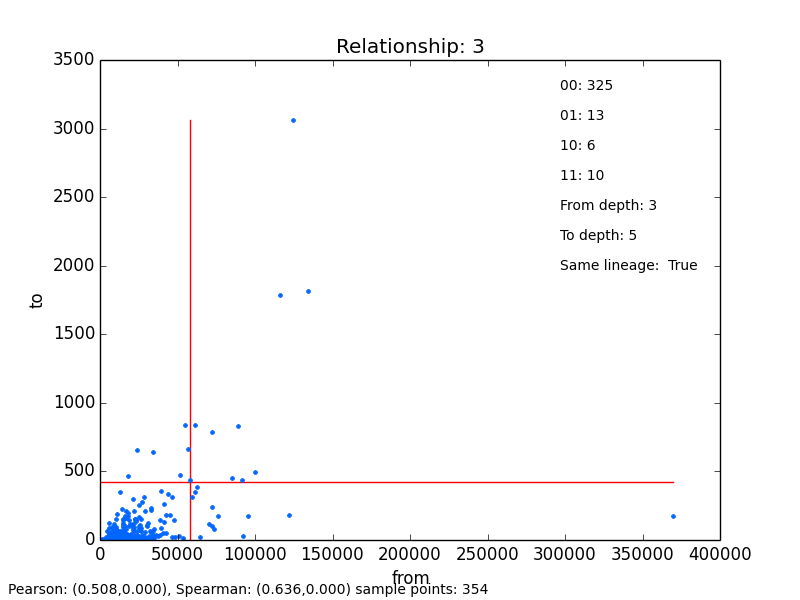 Relationship: 3
3500
3000
2500
2000
1500
1000
500
0
to
00: 325
01: 13
10: 6
11: 10
From depth: 3
To depth: 5
Same lineage:  True
0 50000 100000 150000 200000 250000 300000 350000 400000
from
Pearson: (0.508,0.000), Spearman: (0.636,0.000) sample points: 354